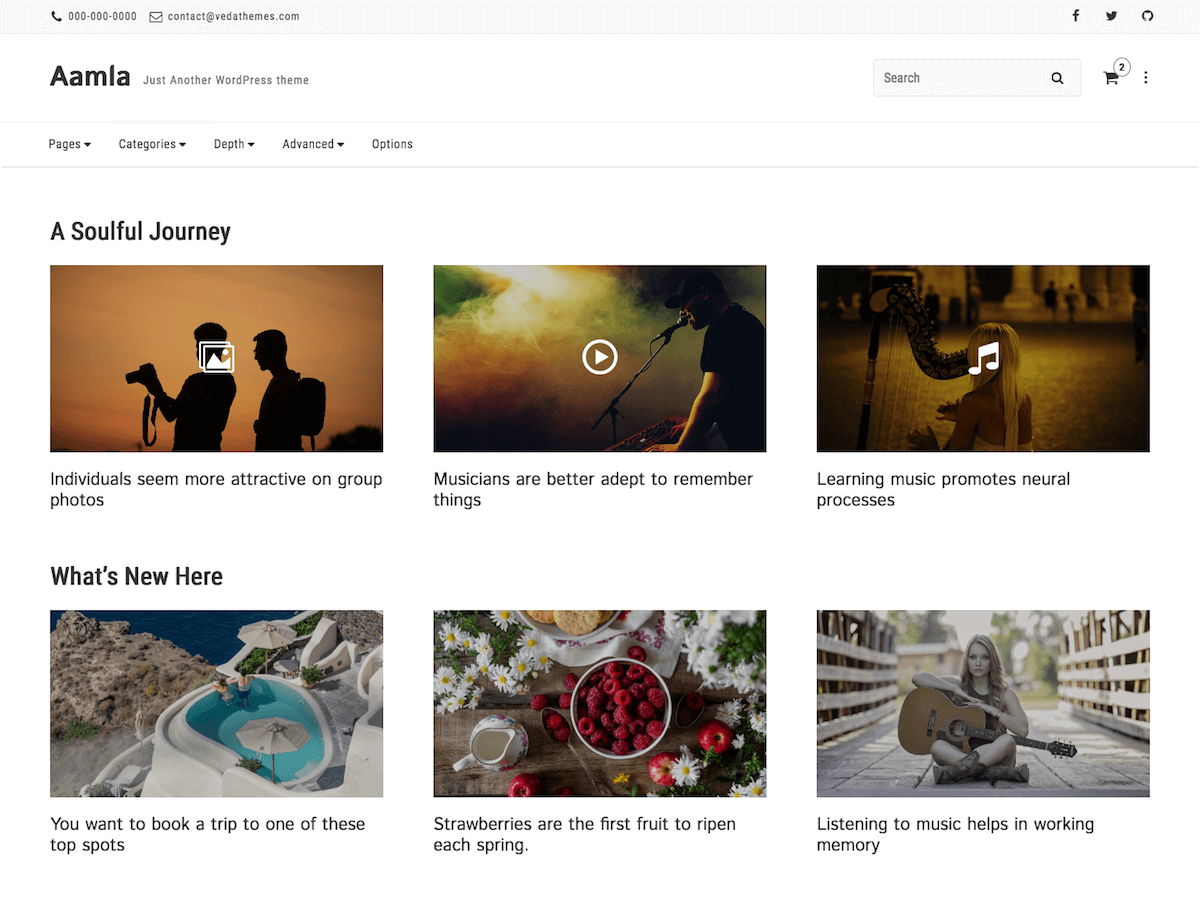 000-000-0000 contact@vedathemes.com
Aamla Just Another WordPress theme
Search
2
Pages Categories Depth Advanced Options
A Soulful Journey
Individuals seem more attractive on group
photos
Musicians are better adept to remember
things
Learning music promotes neural
processes
What's New Here
You want to book a trip to one of these
top spots
Strawberries are the first fruit to ripen
each spring.
Listening to music helps in working
memory